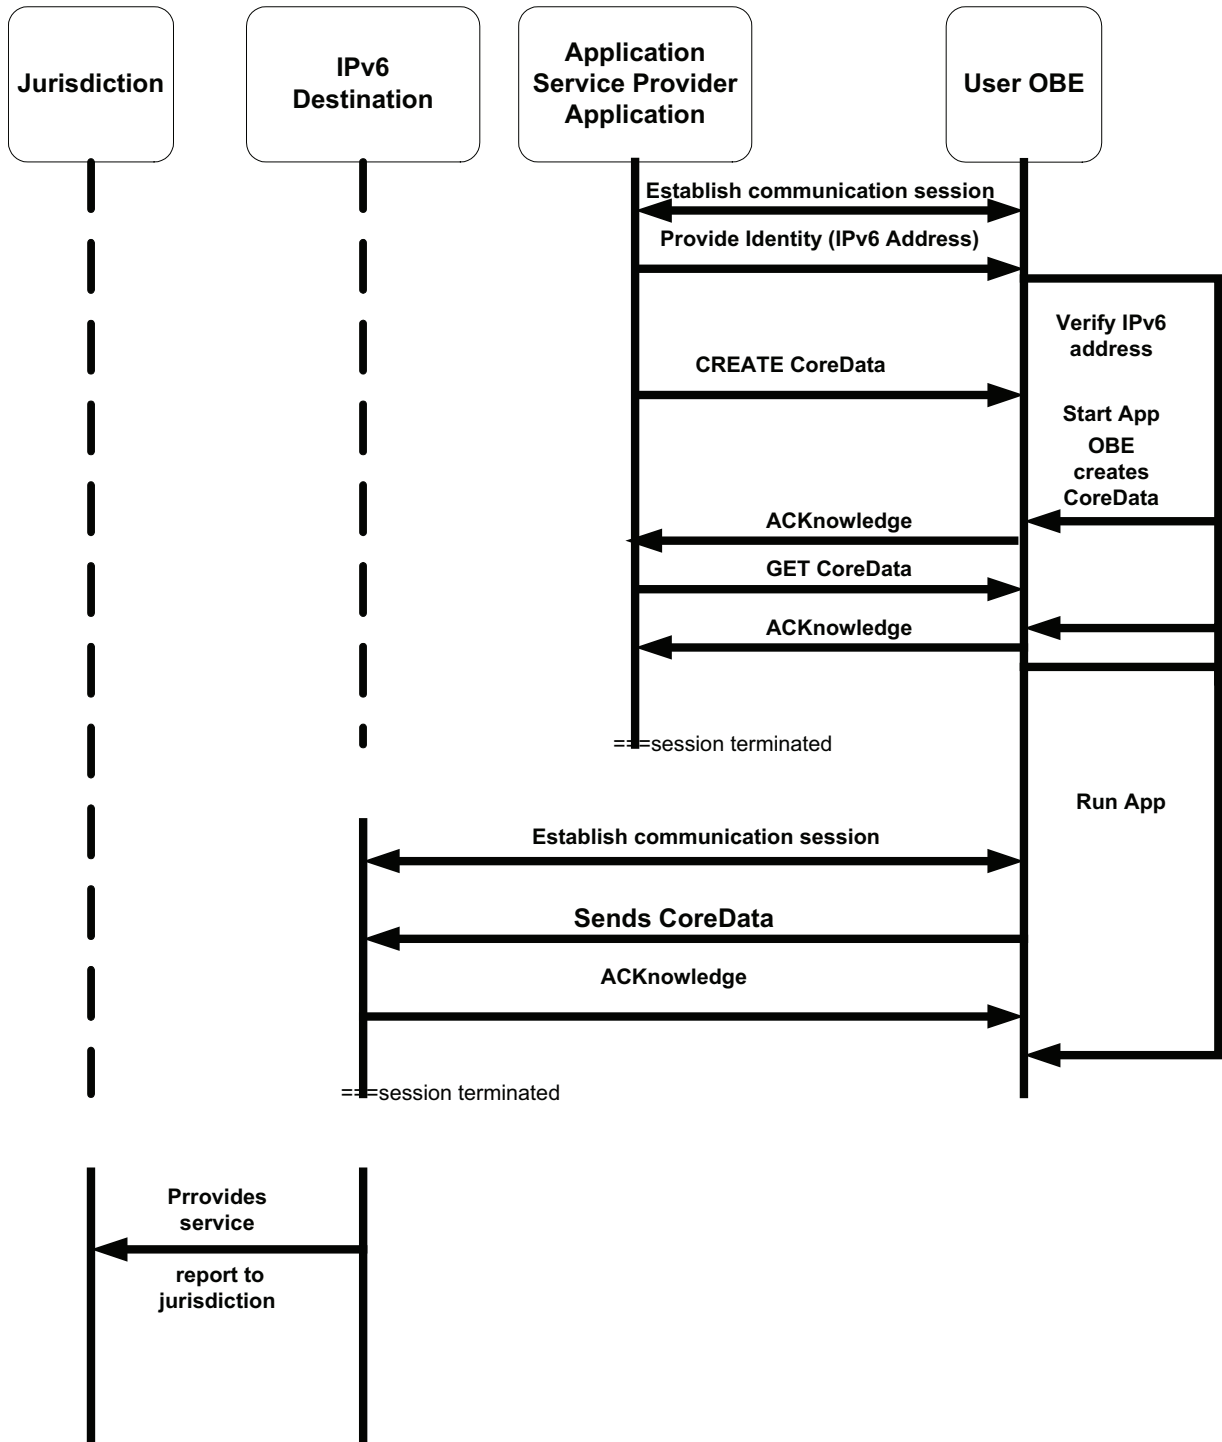 Jurisdiction
IPv6
Destination
Application
Service Provider
Application
User OBE
Establish communication session
Provide Identity (IPv6 Address)
Verify IPv6
address
CREATE CoreData
Start App
OBE
creates
CoreData
ACKnowledge
GET CoreData
ACKnowledge
===session terminated
Run App
Establish communication session
Sends CoreData
ACKnowledge
===session terminated
Prrovides
service
report to
jurisdiction